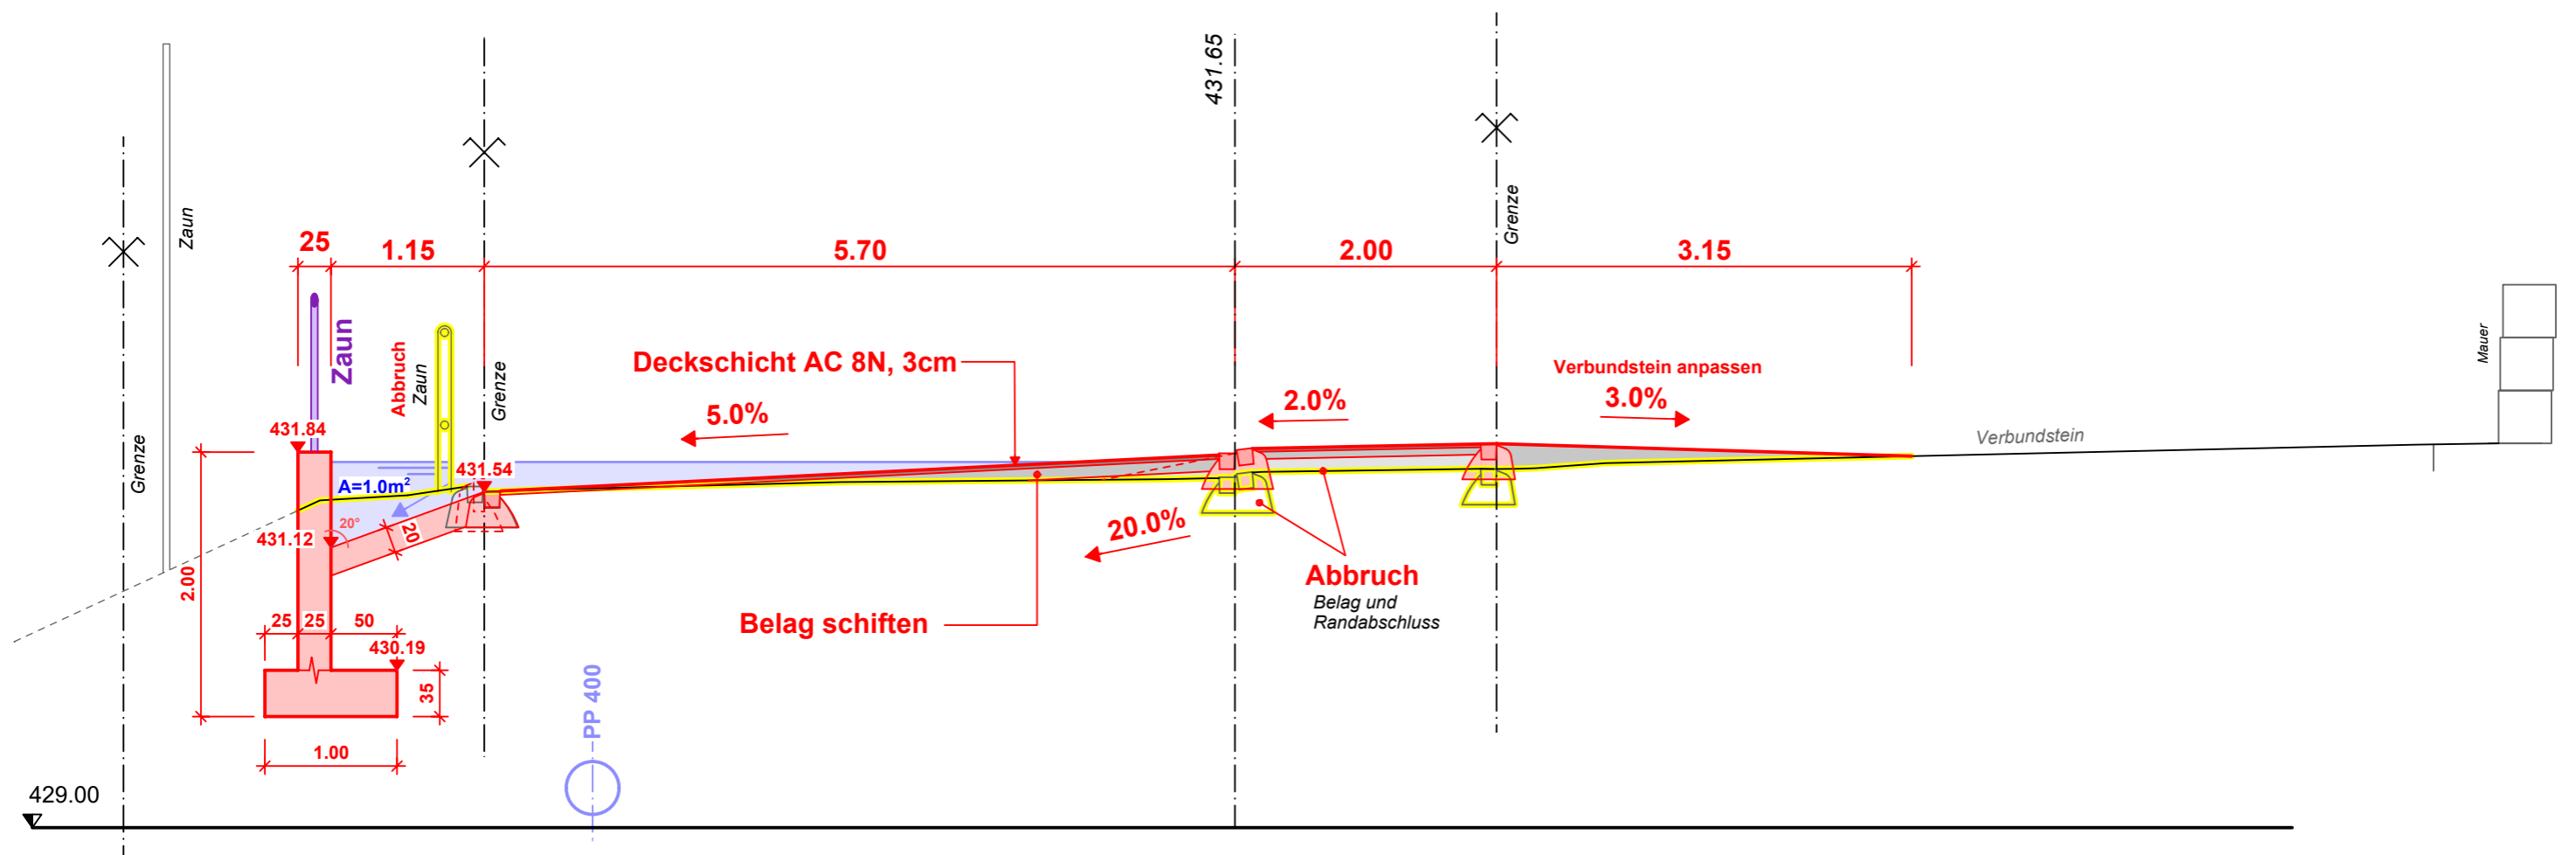 431.65
Zaun
Grenze
25
1.15
5.70
2.00
3.15
Zaun
Abbruch
Zaun
Grenze
Mauer
Deckschicht AC 8N, 3cm
Verbundstein anpassen
5.0%
2.0%
3.0%
431.84
Grenze
Verbundstein
431.54
A=1.0m²
20°
431.12
20
20.0%
2.00
Abbruch
Belag und
Randabschluss
25
25
50
Belag schiften
430.19
35
PP 400
1.00
429.00